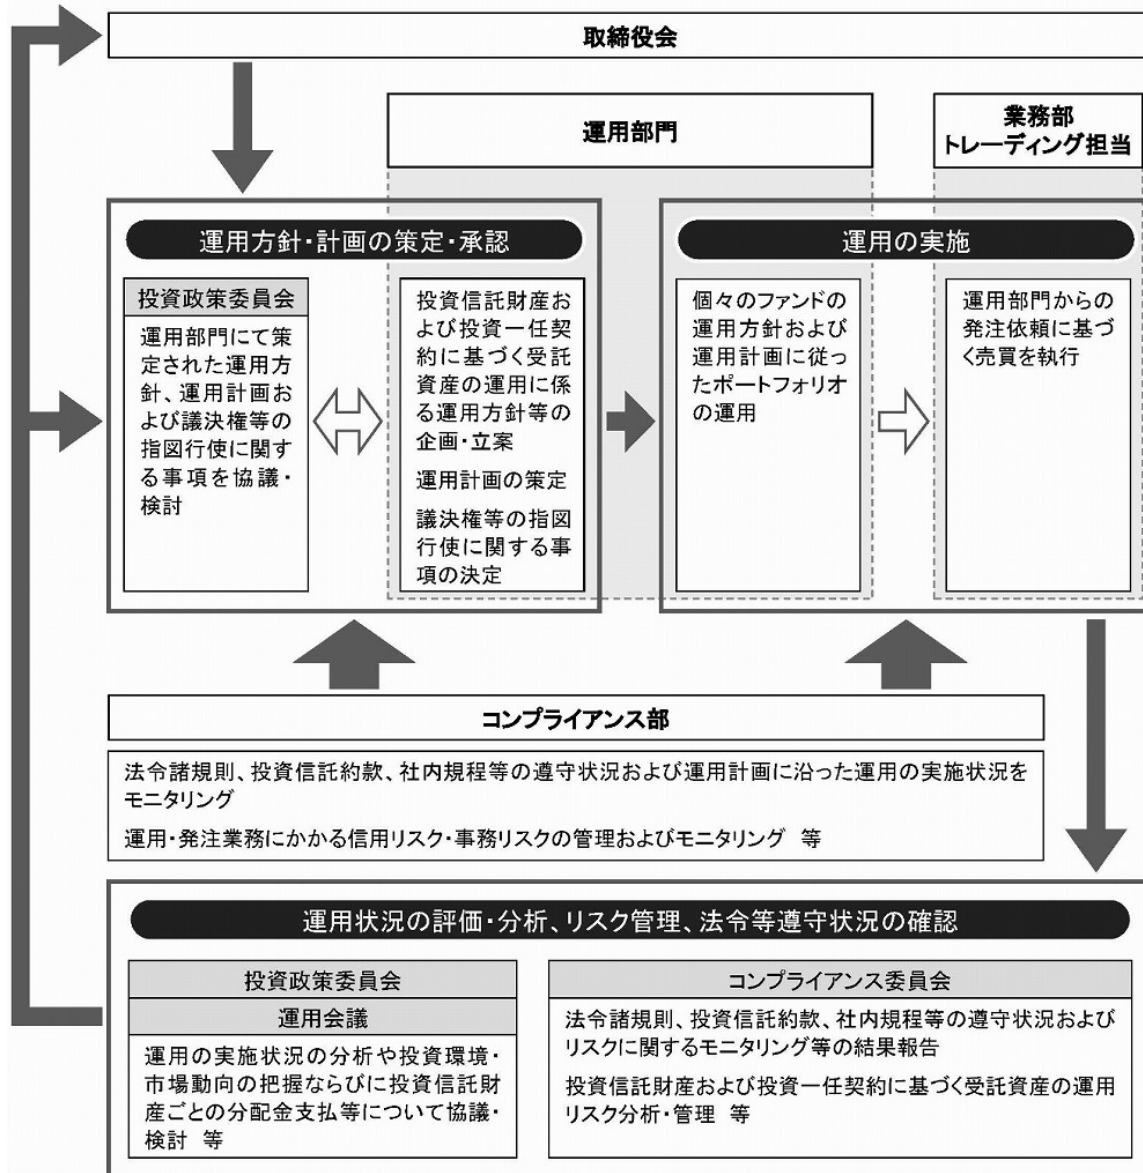 取締役会
運用部門
業務部
トレーディング担当
運用方針・計画の策定・承認
投資政策委員会
運用部門にて策
定された運用方
針、運用計画お
よび議決権等の
指図行使に関す
る事項を協議・
検討
投資信託財産お
よび投資一任契
約に基づく受託
資産の運用に係
る運用方針等の
企画・立案
運用計画の策定
議決権等の指図
行使に関する事
項の決定
運用の実施
個々のファンドの
運用方針および
運用計画に従っ
たポートフォリオ
の運用
運用部門からの
発注依頼に基づ
く売買を執行
コンプライアンス部
法令諸規則、投資信託約款、社内規程等の遵守状況および運用計画に沿った運用の実施状況を
モニタリング
運用・発注業務にかかる信用リスク・事務リスクの管理およびモニタリング 等
運用状況の評価・分析、リスク管理、法令等遵守状況の確認
投資政策委員会
運用会議
運用の実施状況の分析や投資環境・
市場動向の把握ならびに投資信託財
産ごとの分配金支払等について協議・
検討 等
コンプライアンス委員会
法令諸規則、投資信託約款、社内規程等の遵守状況および
リスクに関するモニタリング等の結果報告
投資信託財産および投資一任契約に基づく受託資産の運用
リスク分析・管理 等